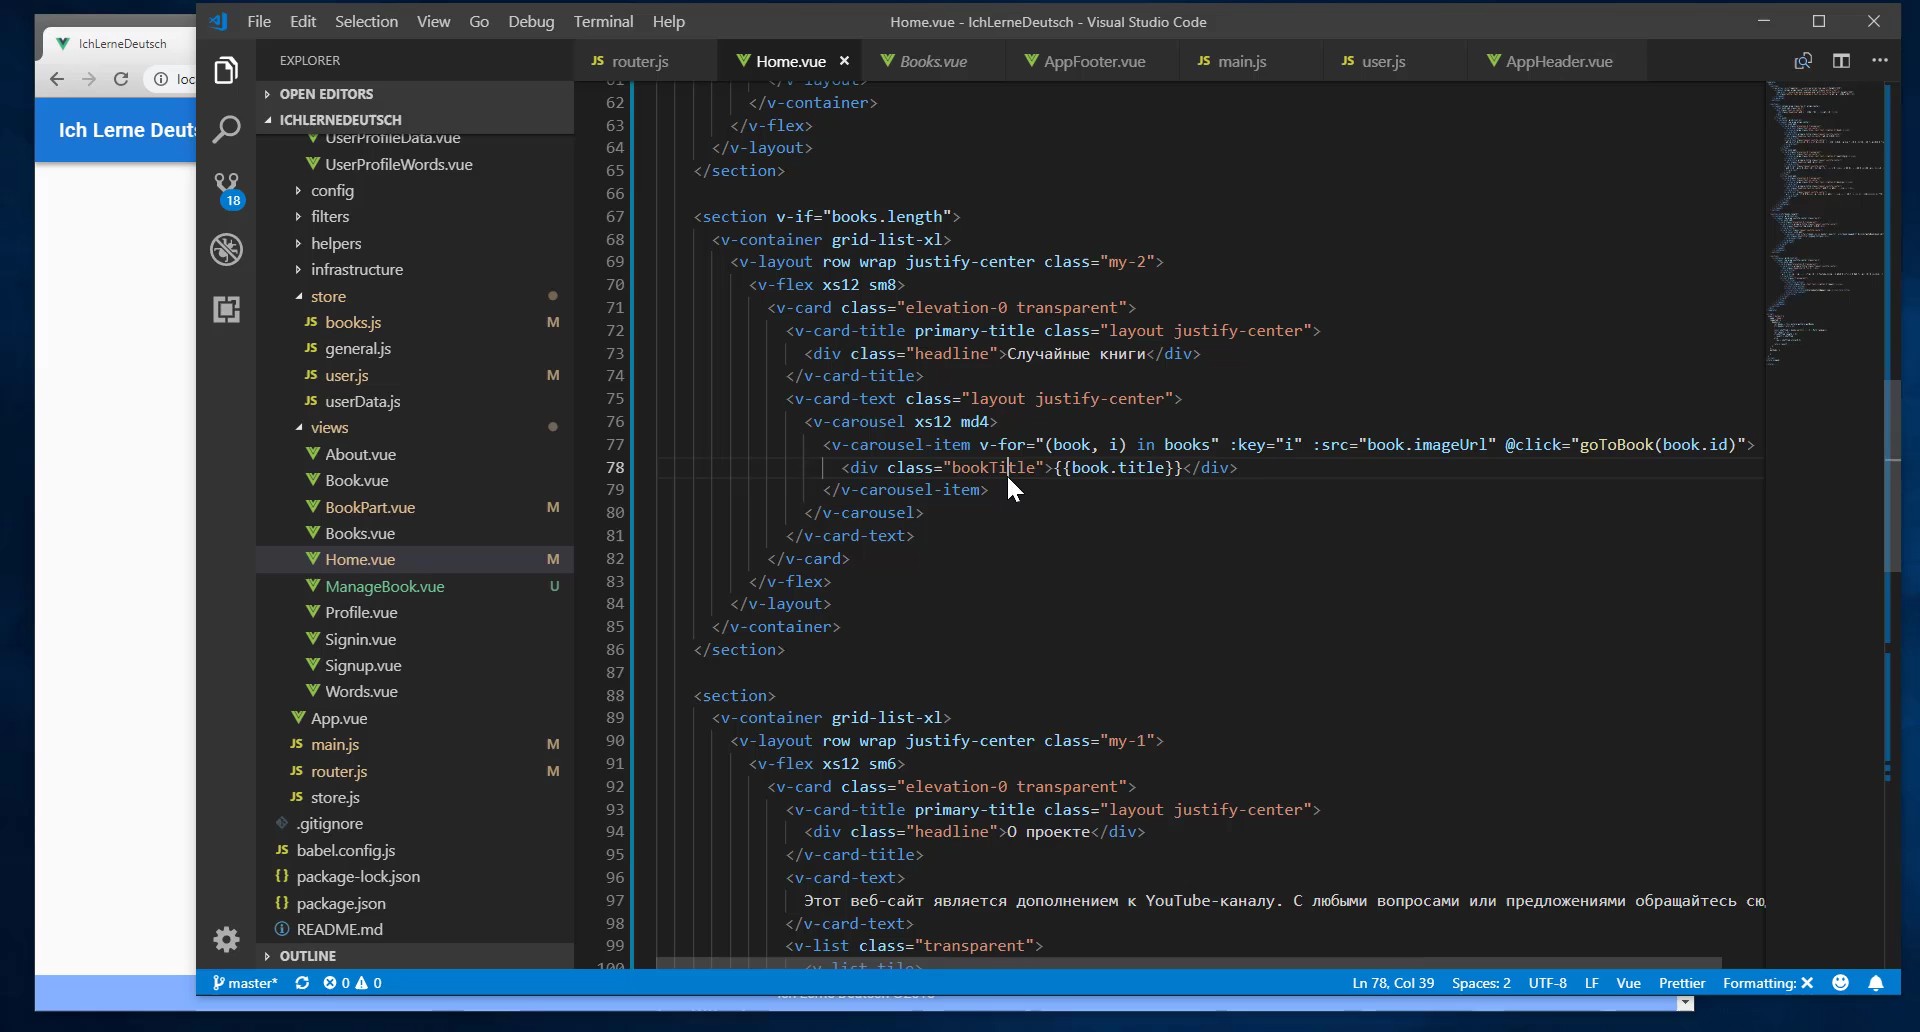 IchLerneDeutsch
loc
Ich Lerne Deuts
File Edit Selection View Go Debug Terminal Help
Home.vue - IchLerneDeutsch - Visual Studio Code
EXPLORER
JS router.js
Home.vue ×
Books.vue
AppFooter.vue
JS main.js
JS user.js
AppHeader.vue
OPEN EDITORS
ICHLERNEDEUTSCH
UserProfileData.vue
UserProfileWords.vue
config
filters
helpers
infrastructure
store
JS books.js M
JS general.js
JS user.js M
JS userData.js
views
About.vue
Book.vue
BookPart.vue M
Books.vue
Home.vue M
ManageBook.vue U
Profile.vue
Signin.vue
Signup.vue
Words.vue
App.vue
JS main.js M
JS router.js M
JS store.js
.gitignore
JS babel.config.js
{} package-lock.json
{} package.json
README.md
OUTLINE
18
61 </v-layout>
62 </v-container>
63 </v-flex>
64 </v-layout>
65 </section>
66
67 <section v-if="books.length">
68 <v-container grid-list-xl>
69 <v-layout row wrap justify-center class="my-2">
70 <v-flex xs12 sm8>
71 <v-card class="elevation-0 transparent">
72 <v-card-title primary-title class="layout justify-center">
73 <div class="headline">Случайные книги</div>
74 </v-card-title>
75 <v-card-text class="layout justify-center">
76 <v-carousel xs12 md4>
77 <v-carousel-item v-for="(book, i) in books" :key="i" :src="book.imageUrl" @click="goToBook(book.id)">
78 <div class="bookTitle">{{book.title}}</div>
79 </v-carousel-item>
80 </v-carousel>
81 </v-card-text>
82 </v-card>
83 </v-flex>
84 </v-layout>
85 </v-container>
86 </section>
87
88 <section>
89 <v-container grid-list-xl>
90 <v-layout row wrap justify-center class="my-1">
91 <v-flex xs12 sm6>
92 <v-card class="elevation-0 transparent">
93 <v-card-title primary-title class="layout justify-center">
94 <div class="headline">О проекте</div>
95 </v-card-title>
96 <v-card-text>
97 Этот веб-сайт является дополнением к YouTube-каналу. С любыми вопросами или предложениями обращайтесь сю
98 </v-card-text>
99 <v-list class="transparent">
100 <v-list-tile>
master* 0 0
Ln 78, Col 39 Spaces: 2 UTF-8 LF Vue Prettier Formatting: ×